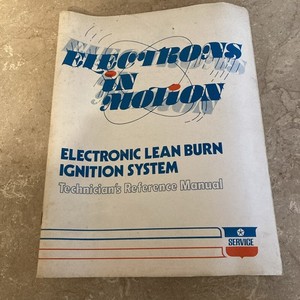 ELECTRONS
IN
MOTION
ELECTRONIC LEAN BURN
IGNITION SYSTEM
Technician's Reference Manual
SERVICE